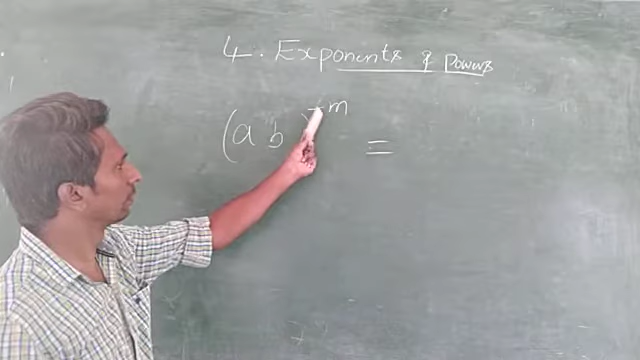 4. Exponents & Powers
(a b )^-m =